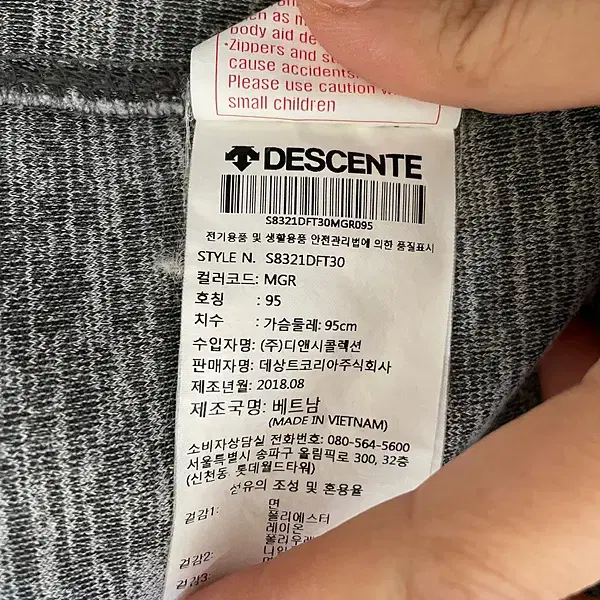 body aid de
·Zippers and s
cause accidents.
Please use caution w
small children
DESCENTE
S8321DFT30MGR095
전기용품 및 생활용품 안전관리법에 의한 품질표시
STYLE N. S8321DFT30
컬러코드: MGR
호칭 : 95
치수 : 가슴둘레: 95cm
수입자명: (주)디앤시콜렉션
판매자명: 데상트코리아주식회사
제조년월: 2018.08
제조국명: 베트남
(MADE IN VIETNAM)
소비자상담실 전화번호: 080-564-5600
서울특별시 송파구 올림픽로 300, 32층
(신천동, 롯데월드타워)
섬유의 조성 및 혼용율
겉감1: 면
폴리에스터
레이온
폴리우레
겉감2:
겉감3: